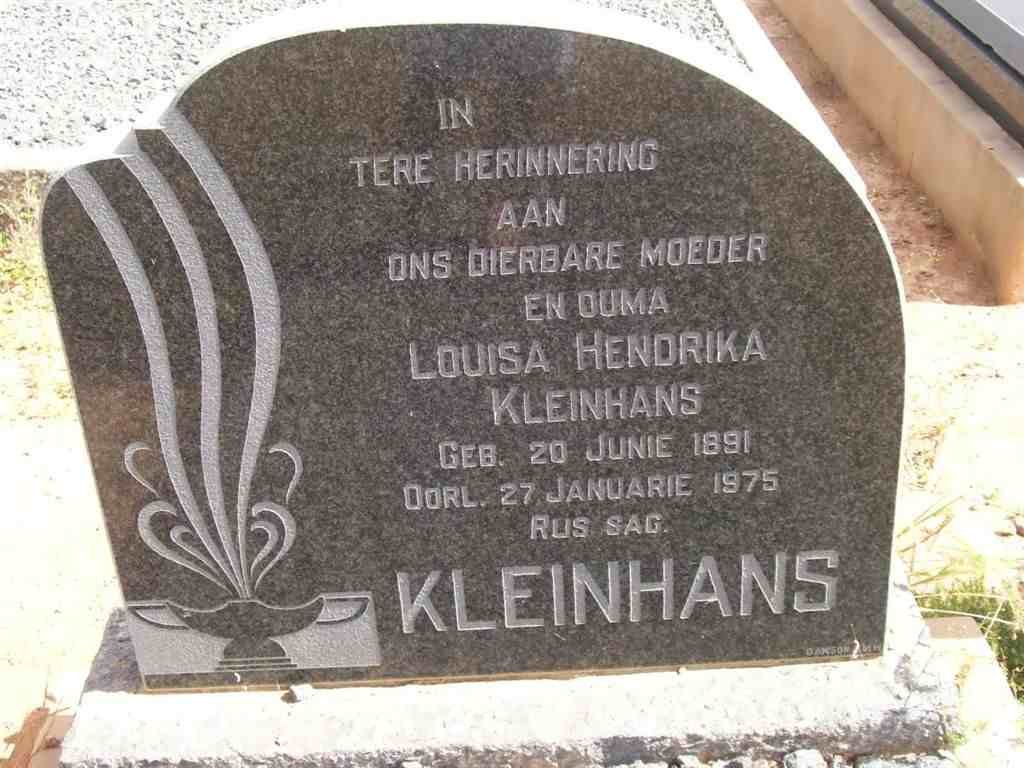 IN
TERE HERINNERING
AAN
ONS DIERBARE MOEDER
EN OUMA
LOUISA HENDRIKA
KLEINHANS
GEB. 20 JUNIE 1891
OORL. 27 JANUARIE 1975
RUS SAG.
KLEINHANS